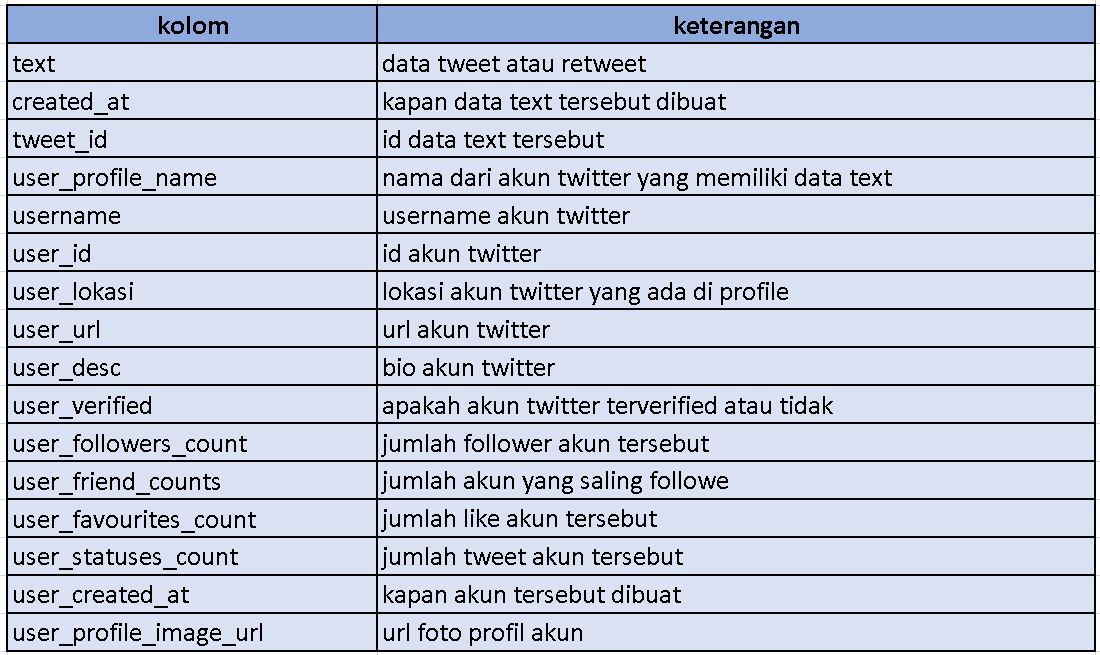 kolom keterangan
text data tweet atau retweet
created_at kapan data text tersebut dibuat
tweet_id id data text tersebut
user_profile_name nama dari akun twitter yang memiliki data text
username username akun twitter
user_id id akun twitter
user_lokasi lokasi akun twitter yang ada di profile
user_url url akun twitter
user_desc bio akun twitter
user_verified apakah akun twitter terverified atau tidak
user_followers_count jumlah follower akun tersebut
user_friend_counts jumlah akun yang saling followe
user_favourites_count jumlah like akun tersebut
user_statuses_count jumlah tweet akun tersebut
user_created_at kapan akun tersebut dibuat
user_profile_image_url url foto profil akun